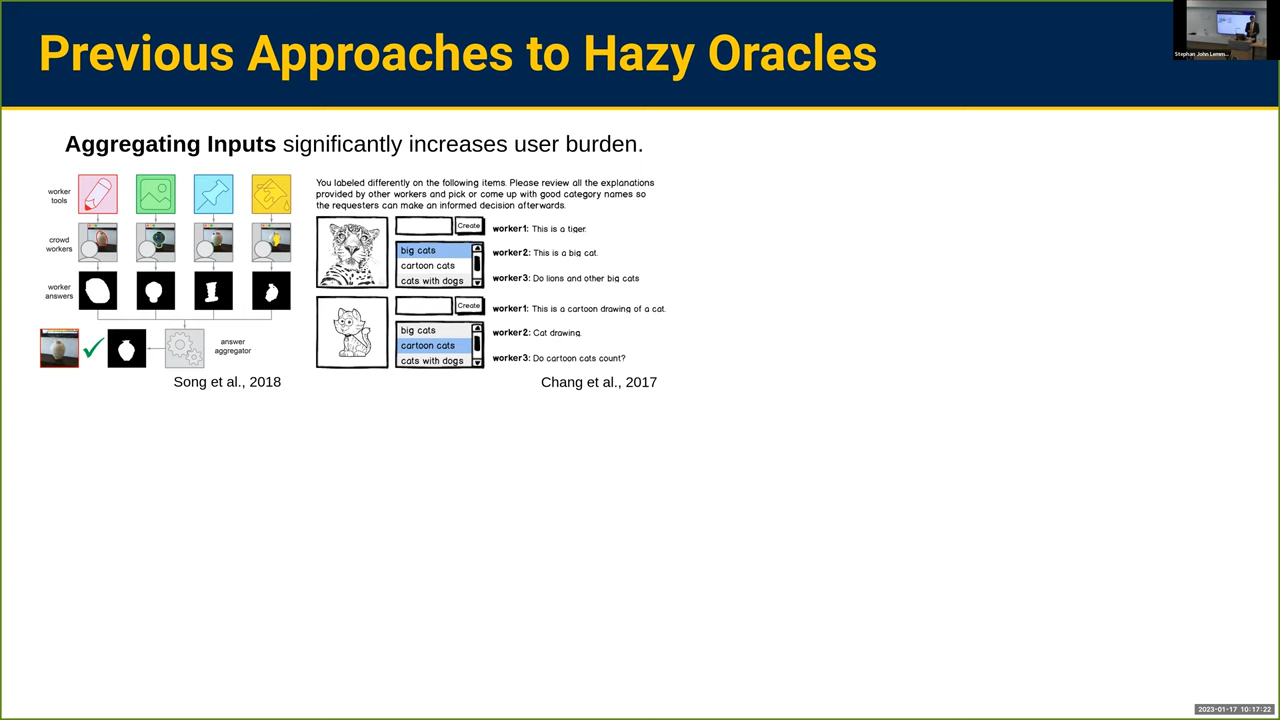 Previous Approaches to Hazy Oracles
Stephan John Lemm...
Aggregating Inputs significantly increases user burden.
worker
tools
crowd
workers
worker
answers
answer
aggregator
Song et al., 2018
You labeled differently on the following items. Please review all the explanations
provided by other workers and pick or come up with good category names so
the requesters can make an informed decision afterwards.
Create
big cats
cartoon cats
cats with dogs
worker1: This is a tiger.
worker2: This is a big cat.
worker3: Do lions and other big cats
Create
big cats
cartoon cats
cats with dogs
worker1: This is a cartoon drawing of a cat.
worker2: Cat drawing.
worker3: Do cartoon cats count?
Chang et al., 2017
2023-01-17 10:17:22